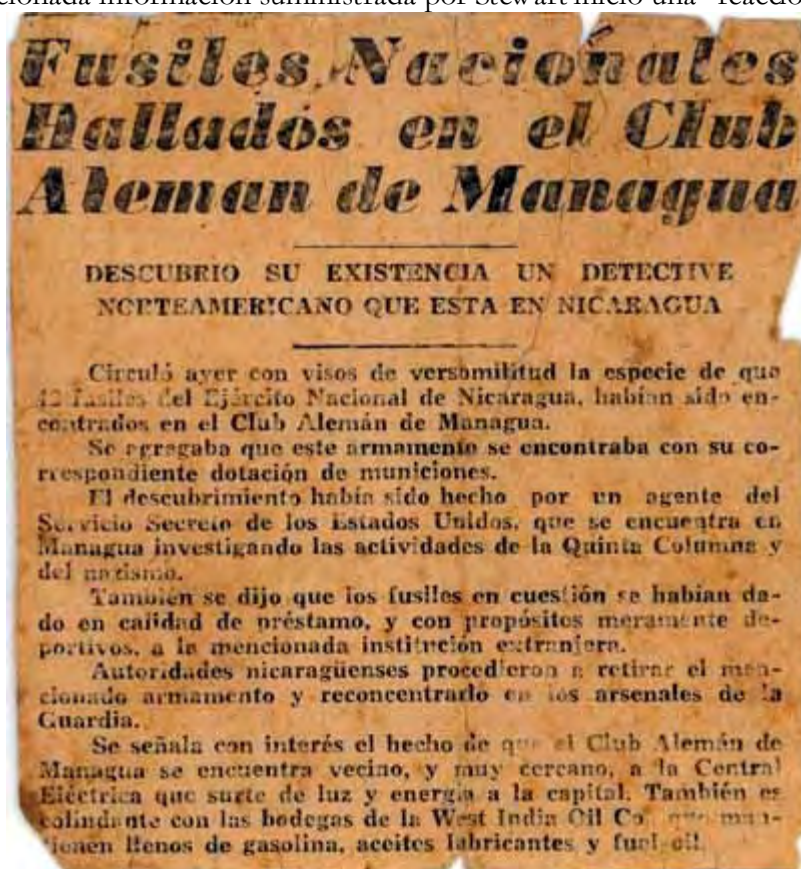 cionada información suministrada por Stewart inició una "reacció
Fusiles Nacionales
Hallados en el Club
Aleman de Managua
DESCUBRIO SU EXISTENCIA UN DETECTIVE
NORTEAMERICANO QUE ESTA EN NICARAGUA
Circuló ayer con visos de versomilitud la especie de que
fusiles del Ejército Nacional de Nicaragua, habían sido en-
contrados en el Club Alemán de Managua.
Se agregaba que este armamento se encontraba con su co-
rrespondiente dotación de municiones.
El descubrimiento había sido hecho por un agente del
Servicio Secreto de los Estados Unidos, que se encuentra en
Managua investigando las actividades de la Quinta Columna y
del nazismo.
También se dijo que los fusiles en cuestión se habían da-
do en calidad de préstamo, y con propósitos meramente de-
portivos, a la mencionada institución extranjera.
Autoridades nicaragüenses procedieron a retirar el men-
cionado armamento y reconcentrarlo en los arsenales de la
Guardia.
Se señala con interés el hecho de que el Club Alemán de
Managua se encuentra vecino, y muy cercano, a la Central
Eléctrica que surte de luz y energía a la capital. También es
colindante con las bodegas de la West India Oil Co. que man-
tienen llenos de gasolina, aceites lubricantes y fuel-oil.